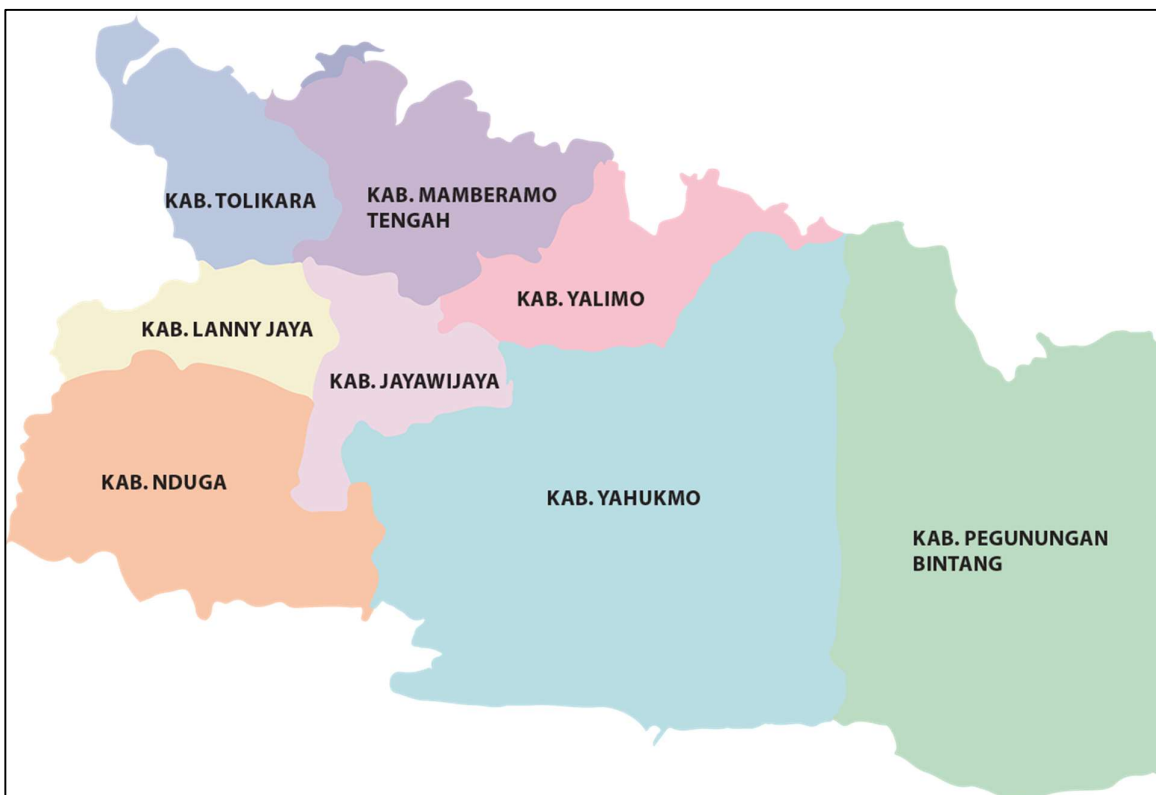 KAB. TOLIKARA
KAB. MAMBERAMO
TENGAH
KAB. YALIMO
KAB. LANNY JAYA
KAB. JAYAWIJAYA
KAB. NDUGA
KAB. YAHUKMO
KAB. PEGUNUNGAN
BINTANG